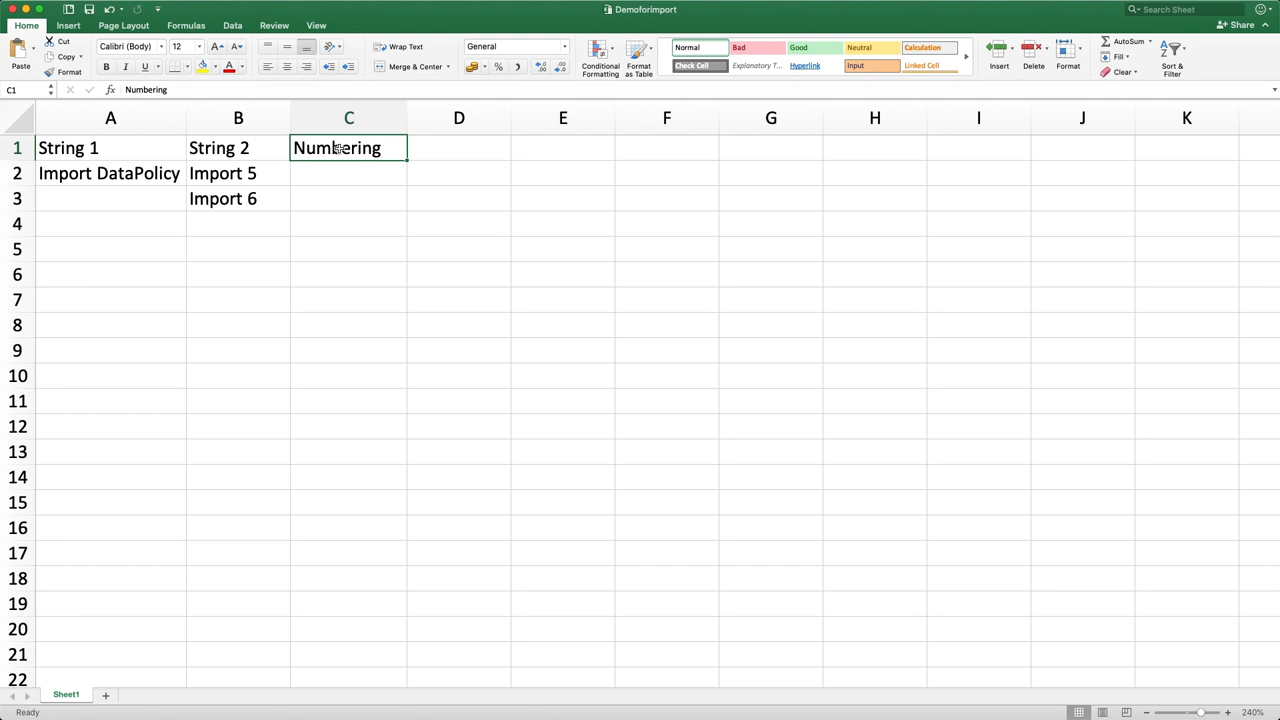 Demoforimport
Search Sheet
Home Insert Page Layout Formulas Data Review View
Share
Paste
Cut
Copy
Format
Calibri (Body) 12
B I U
Wrap Text
Merge & Center
General
Conditional Formatting
Format as Table
Normal Bad Good Neutral Calculation
Check Cell Explanatory T... Hyperlink Input Linked Cell
Insert Delete Format
AutoSum
Fill
Clear
Sort & Filter
C1 fx Numbering
A B C D E F G H I J K
1 String 1 String 2 Numbering
2 Import DataPolicy Import 5
3 Import 6
4
5
6
7
8
9
10
11
12
13
14
15
16
17
18
19
20
21
22
Sheet1
Ready 240%